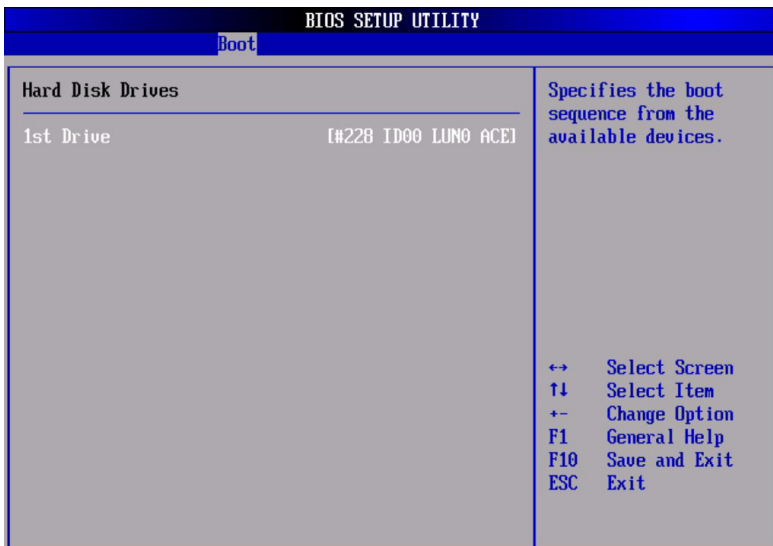 BIOS SETUP UTILITY
Boot
Hard Disk Drives
1st Drive [#228 ID00 LUN0 ACE]
Specifies the boot
sequence from the
available devices.
↔ Select Screen
↑↓ Select Item
+- Change Option
F1 General Help
F10 Save and Exit
ESC Exit